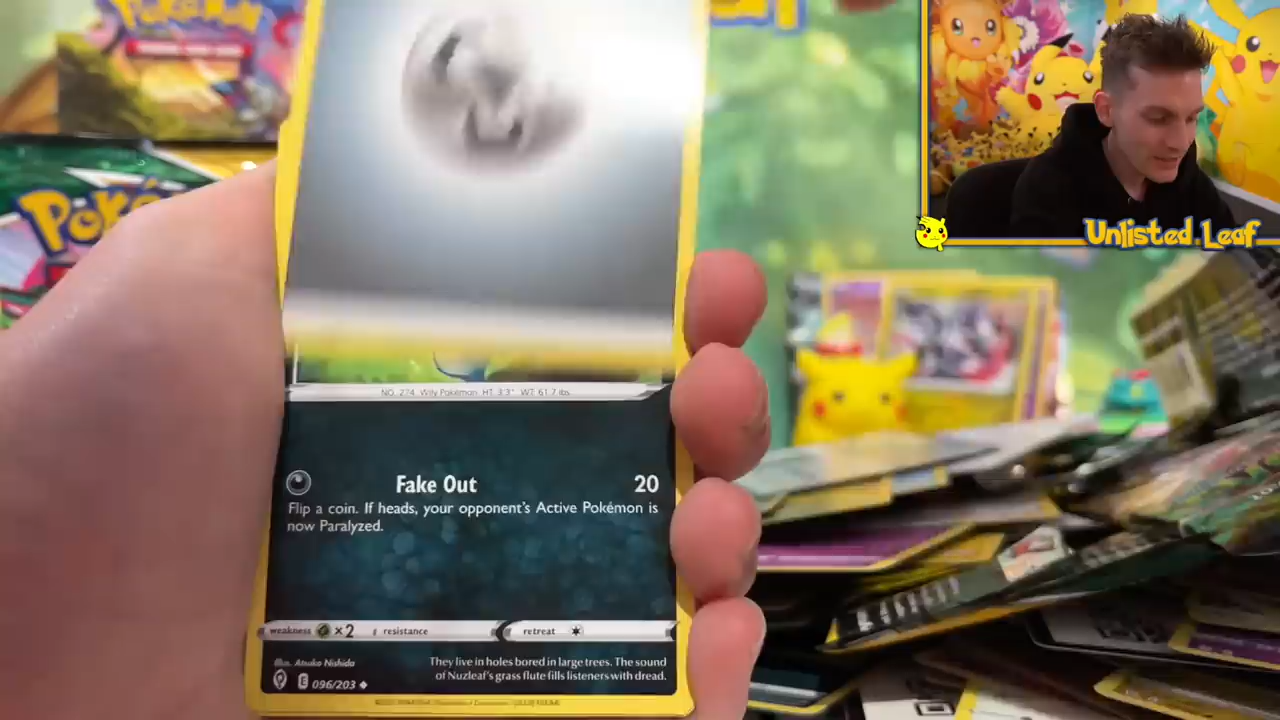 Pokémon
Poké
Unlisted Leaf
NO. 274 Wily Pokémon HT: 3'3" WT: 61.7 lbs.
Fake Out 20
Flip a coin. If heads, your opponent's Active Pokémon is
now Paralyzed.
weakness ×2 resistance retreat
Illus. Atsuko Nishida
They live in holes bored in large trees. The sound
of Nuzleaf's grass flute fills listeners with dread.
E 096/203